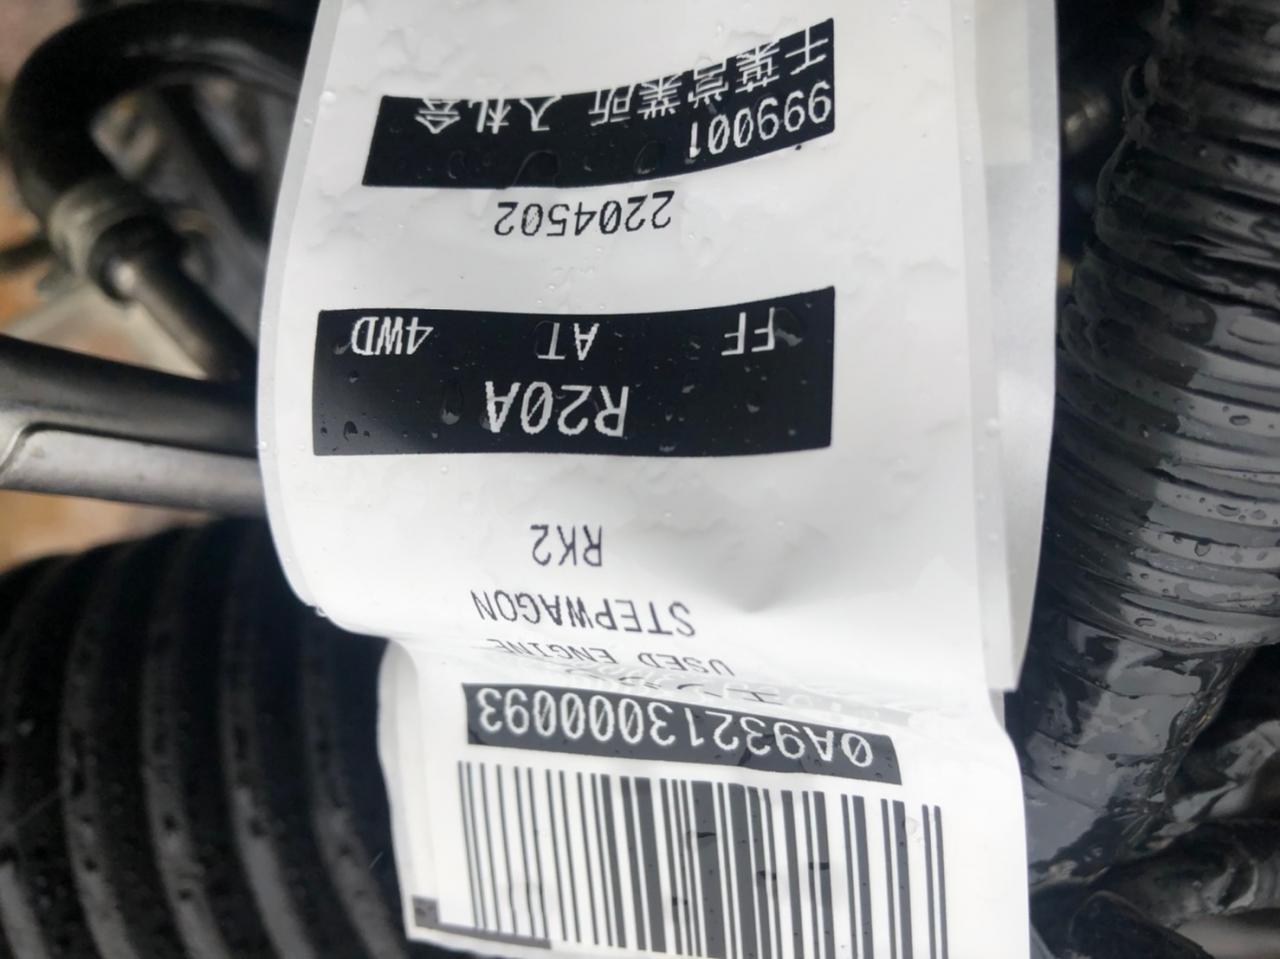 0A93213000093
USED ENGINE
STEPWAGON
RK2
R20A
FF AT 4WD
2204502
999001
千葉営業所 入札会